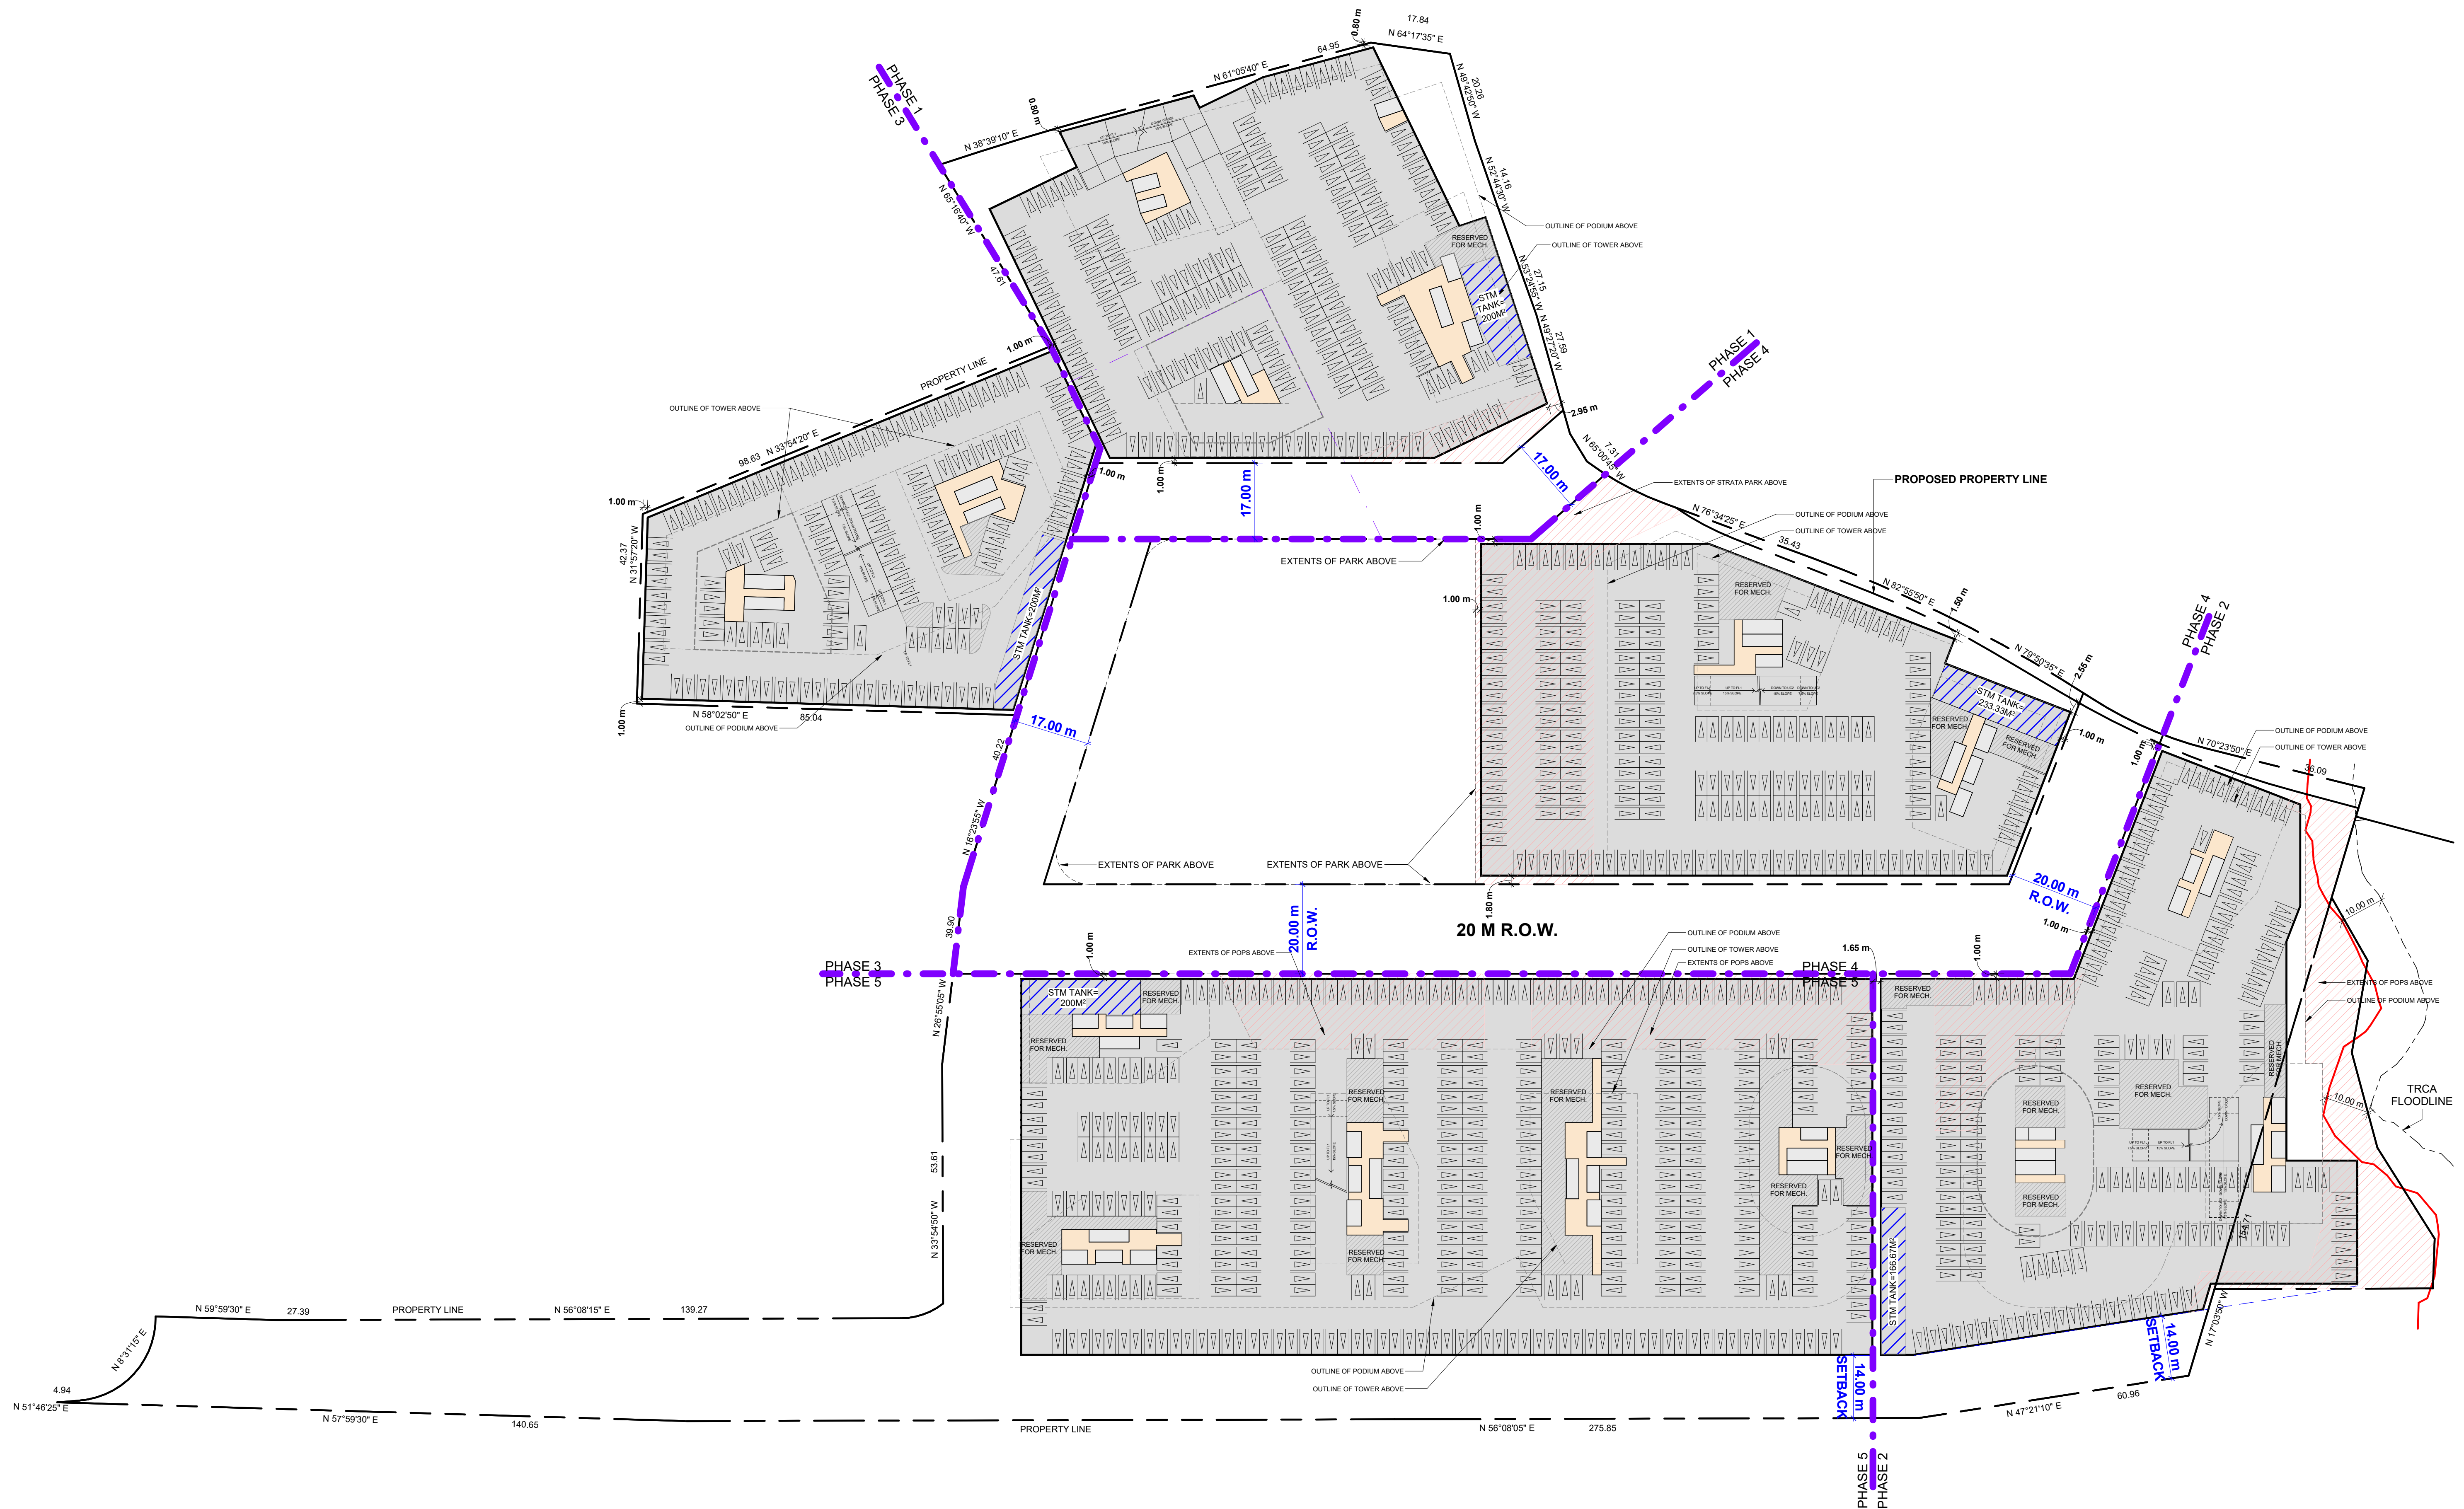 0.80 m
17.84
N 64°17'35" E
64.95
N 61°05'40" E
PHASE 1
PHASE 3
0.80 m
N 38°39'10" E
20.26
N 49°42'50" W
14.16
N 52°44'30" W
N 65°16'40" W
47.61
OUTLINE OF PODIUM ABOVE
OUTLINE OF TOWER ABOVE
RESERVED
FOR MECH.
STM
TANK=
200M²
27.15
N 53°24'55" W
27.59
N 49°27'20" W
1.00 m
PROPERTY LINE
OUTLINE OF TOWER ABOVE
98.63
N 33°54'20" E
2.95 m
PHASE 1
PHASE 4
7.31
N 65°00'45" W
1.00 m
1.00 m
17.00 m
17.00 m
EXTENTS OF STRATA PARK ABOVE
PROPOSED PROPERTY LINE
1.00 m
42.37
N 31°57'20" W
1.00 m
OUTLINE OF PODIUM ABOVE
OUTLINE OF TOWER ABOVE
N 76°34'25" E
35.43
EXTENTS OF PARK ABOVE
RESERVED
FOR MECH.
N 82°55'50" E
1.50 m
1.00 m
STM TANK=200M²
N 79°50'35" E
2.55 m
PHASE 4
PHASE 2
UP TO FL1
15% SLOPE
DOWN TO UG2
15% SLOPE
STM TANK=
233.33M²
RESERVED
FOR MECH.
RESERVED
FOR MECH.
1.00 m
1.00 m
N 58°02'50" E
85.04
OUTLINE OF PODIUM ABOVE
17.00 m
40.22
1.00 m
N 70°23'50" E
36.09
OUTLINE OF PODIUM ABOVE
OUTLINE OF TOWER ABOVE
N 16°23'55" W
EXTENTS OF PARK ABOVE
EXTENTS OF PARK ABOVE
1.80 m
20.00 m
R.O.W.
10.00 m
39.90
20.00 m
R.O.W.
20 M R.O.W.
1.00 m
1.00 m
EXTENTS OF POPS ABOVE
OUTLINE OF PODIUM ABOVE
OUTLINE OF TOWER ABOVE
EXTENTS OF POPS ABOVE
1.65 m
1.00 m
PHASE 3
PHASE 5
PHASE 4
PHASE 5
STM TANK=
200M²
RESERVED
FOR MECH.
RESERVED
FOR MECH.
EXTENTS OF POPS ABOVE
OUTLINE OF PODIUM ABOVE
N 26°55'05" W
RESERVED
FOR MECH.
RESERVED
FOR MECH.
RESERVED
FOR MECH.
RESERVED
FOR MECH.
RESERVED
FOR MECH.
RESERVED
FOR MECH.
10.00 m
TRCA
FLOODLINE
53.61
RESERVED
FOR MECH.
RESERVED
FOR MECH.
RESERVED
FOR MECH.
N 33°54'50" W
RESERVED
FOR MECH.
RESERVED
FOR MECH.
STM TANK=166.67M²
154.71
N 59°59'30" E
27.39
PROPERTY LINE
N 56°08'15" E
139.27
N 8°31'15" E
OUTLINE OF PODIUM ABOVE
OUTLINE OF TOWER ABOVE
14.00 m
SETBACK
14.00 m
SETBACK
N 17°03'50" W
4.94
N 51°46'25" E
N 57°59'30" E
140.65
PROPERTY LINE
N 56°08'05" E
275.85
N 47°21'10" E
60.96
PHASE 5
PHASE 2